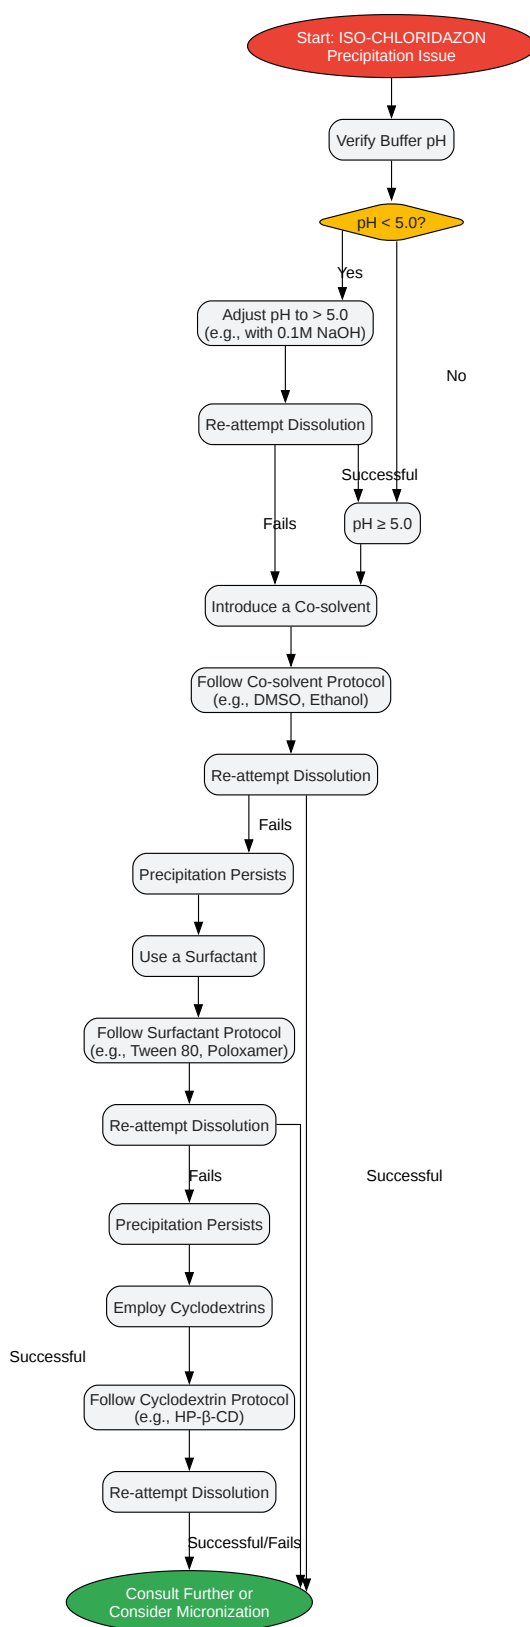 Start: ISO-CHLORIDAZON
Precipitation Issue
Verify Buffer pH
pH < 5.0?
Yes
Adjust pH to > 5.0
(e.g., with 0.1M NaOH)
No
Re-attempt Dissolution
Successful
Fails
pH ≥ 5.0
Introduce a Co-solvent
Follow Co-solvent Protocol
(e.g., DMSO, Ethanol)
Re-attempt Dissolution
Fails
Precipitation Persists
Use a Surfactant
Follow Surfactant Protocol
(e.g., Tween 80, Poloxamer)
Re-attempt Dissolution
Fails
Successful
Precipitation Persists
Employ Cyclodextrins
Successful
Follow Cyclodextrin Protocol
(e.g., HP-β-CD)
Re-attempt Dissolution
Successful/Fails
Consult Further or
Consider Micronization